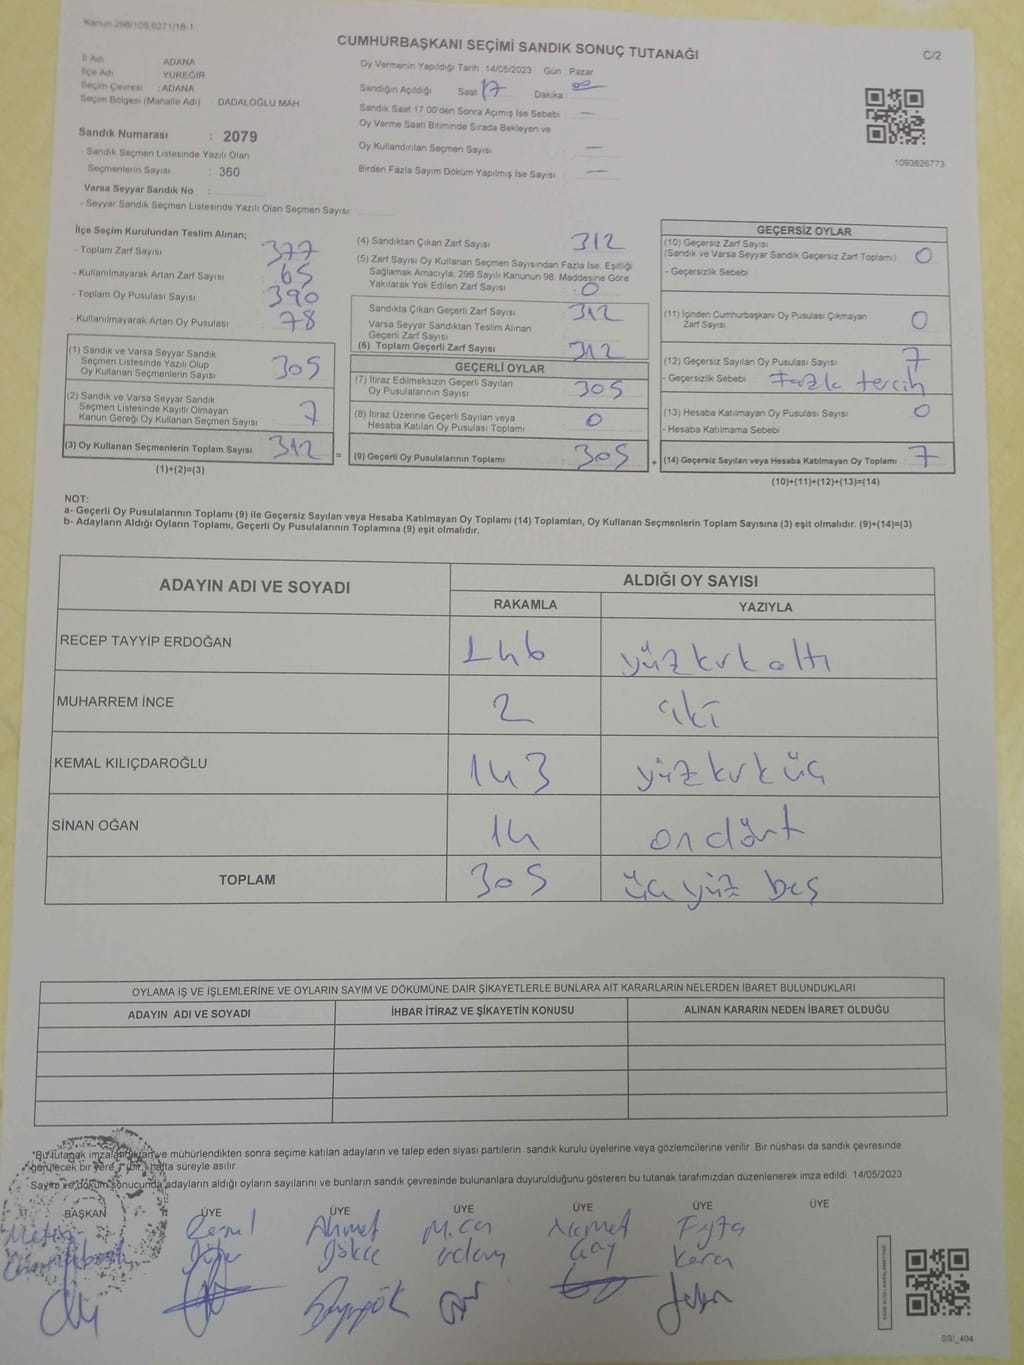 Kanun 298/105,6271/18-1
CUMHURBAŞKANI SEÇİMİ SANDIK SONUÇ TUTANAĞI
C/2
İl Adı : ADANA
İlçe Adı : YÜREĞİR
Seçim Çevresi : ADANA
Seçim Bölgesi (Mahalle Adı) DADALOĞLU MAH
Sandık Numarası : 2079
- Sandık Seçmen Listesinde Yazılı Olan
Seçmenlerin Sayısı : 360
Varsa Seyyar Sandık No :
- Seyyar Sandık Seçmen Listesinde Yazılı Olan Seçmen Sayısı:
Oy Vermenin Yapıldığı Tarih : 14/05/2023 Gün : Pazar
Sandığın Açıldığı Saat 17 Dakika 00
Sandık Saat 17.00'den Sonra Açımış İse Sebebi : —
Oy Verme Saati Bitiminde Sırada Bekleyen ve
Oy Kullandırılan Seçmen Sayısı —
Birden Fazla Sayım Döküm Yapılmış İse Sayısı —
1093826773
İlçe Seçim Kurulundan Teslim Alınan;
- Toplam Zarf Sayısı 377
- Kullanılmayarak Artan Zarf Sayısı : 65
- Toplam Oy Pusulası Sayısı 390
- Kullanılmayarak Artan Oy Pusulası 78
(1) Sandık ve Varsa Seyyar Sandık
Seçmen Listesinde Yazılı Olup
Oy Kullanan Seçmenlerin Sayısı 305
(2) Sandık ve Varsa Seyyar Sandık
Seçmen Listesinde Kayıtlı Olmayan
Kanun Gereği Oy Kullanan Seçmen Sayısı 7
(3) Oy Kullanan Seçmenlerin Toplam Sayısı 312
(1)+(2)=(3)
(4) Sandıktan Çıkan Zarf Sayısı 312
(5) Zarf Sayısı Oy Kullanan Seçmen Sayısından Fazla İse, Eşitliği
Sağlamak Amacıyla; 298 Sayılı Kanunun 98. Maddesine Göre
Yakılarak Yok Edilen Zarf Sayısı : 0
Sandıkta Çıkan Geçerli Zarf Sayısı : 312
Varsa Seyyar Sandıktan Teslim Alınan
Geçerli Zarf Sayısı
(6) Toplam Geçerli Zarf Sayısı 312
GEÇERLİ OYLAR
(7) İtiraz Edilmeksizin Geçerli Sayılan
Oy Pusulalarının Sayısı 305
(8) İtiraz Üzerine Geçerli Sayılan veya
Hesaba Katılan Oy Pusulaları Toplamı 0
= (9) Geçerli Oy Pusulalarının Toplamı 305 +
GEÇERSİZ OYLAR
(10) Geçersiz Zarf Sayısı
(Sandık ve Varsa Seyyar Sandık Geçersiz Zarf Toplamı) 0
- Geçersizlik Sebebi
(11) İçinden Cumhurbaşkanı Oy Pusulası Çıkmayan
Zarf Sayısı 0
(12) Geçersiz Sayılan Oy Pusulası Sayısı 7
- Geçersizlik Sebebi : Fazla tercih
(13) Hesaba Katılmayan Oy Pusulası Sayısı 0
- Hesaba Katılmama Sebebi
(14) Geçersiz Sayılan veya Hesaba Katılmayan Oy Toplamı 7
(10)+(11)+(12)+(13)=(14)
NOT:
a- Geçerli Oy Pusulalarının Toplamı (9) ile Geçersiz Sayılan veya Hesaba Katılmayan Oy Toplamı (14) Toplamları, Oy Kullanan Seçmenlerin Toplam Sayısına (3) eşit olmalıdır. (9)+(14)=(3)
b- Adayların Aldığı Oyların Toplamı, Geçerli Oy Pusulalarının Toplamına (9) eşit olmalıdır.
ADAYIN ADI VE SOYADI
ALDIĞI OY SAYISI
RAKAMLA YAZIYLA
RECEP TAYYİP ERDOĞAN 146 yüzkırkaltı
MUHARREM İNCE 2 iki
KEMAL KILIÇDAROĞLU 143 yüzkırküç
SİNAN OĞAN 14 ondört
TOPLAM 305 üçyüz beş
OYLAMA İŞ VE İŞLEMLERİNE VE OYLARIN SAYIM VE DÖKÜMÜNE DAİR ŞİKAYETLERLE BUNLARA AİT KARARLARIN NELERDEN İBARET BULUNDUKLARI
ADAYIN ADI VE SOYADI İHBAR İTİRAZ VE ŞİKAYETİN KONUSU ALINAN KARARIN NEDEN İBARET OLDUĞU
"Bu tutanak imzalandıktan ve mühürlendikten sonra seçime katılan adayların ve talep eden siyasi partilerin sandık kurulu üyelerine veya gözlemcilerine verilir. Bir nüshası da sandık çevresinde
görülecek bir yere 1 (bir) hafta süreyle asılır.
Sayım ve döküm sonucunda adayların aldığı oyların sayılarını ve bunların sandık çevresinde bulunanlara duyurulduğunu gösteren bu tutanak tarafımızdan düzenlenerek imza edildi. 14/05/2023
BAŞKAN ÜYE ÜYE ÜYE ÜYE ÜYE ÜYE
Metin Ahmet M.Can
Gökçe
SSİ_404